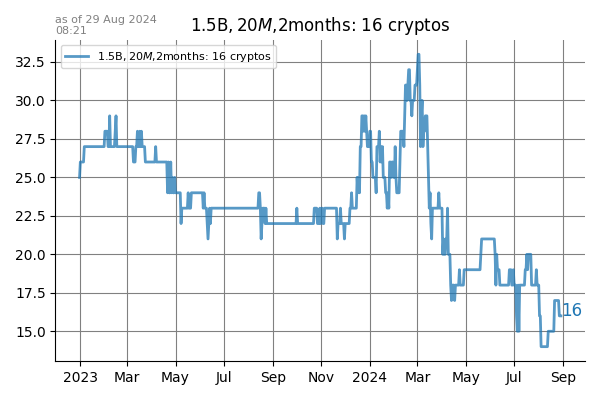 as of 29 Aug 2024
08:21
1.5B, 20M,2months: 16 cryptos
1.5B, 20M,2months: 16 cryptos
32.5
30.0
27.5
25.0
22.5
20.0
17.5
15.0
16
2023 Mar May Jul Sep Nov 2024 Mar May Jul Sep